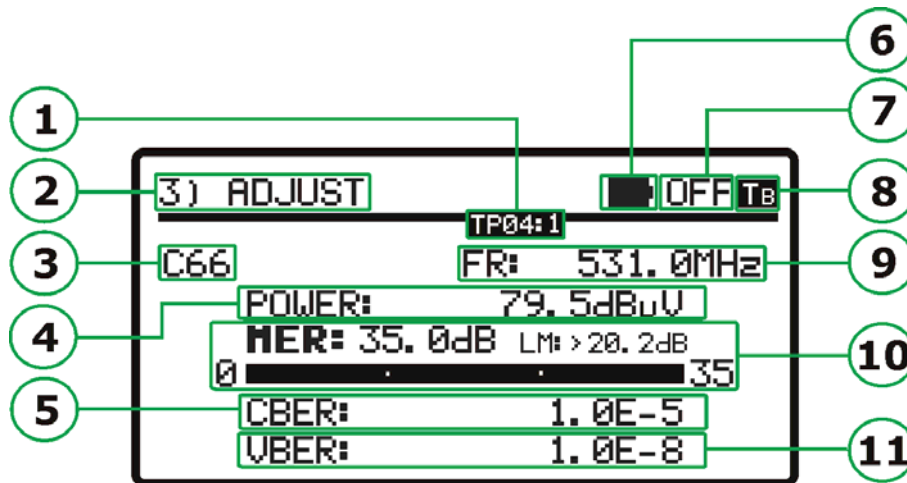 6
1
7
2
3) ADJUST
OFF
TB
8
TP04:1
3
C66
FR: 531.0MHz
9
POWER: 79.5dBuV
4
MER: 35.0dB LM:>20.2dB
0
35
10
5
CBER: 1.0E-5
VBER: 1.0E-8
11